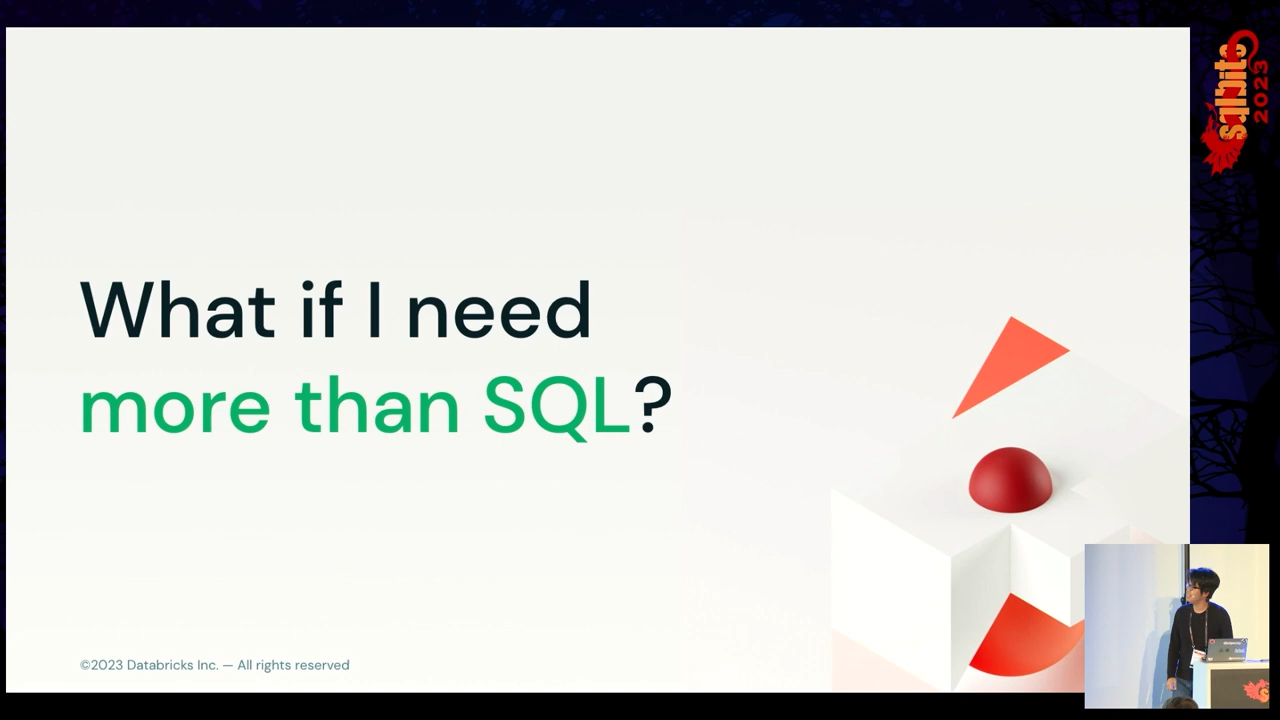 What if I need
more than SQL?
©2023 Databricks Inc. — All rights reserved
sqlbits
2023